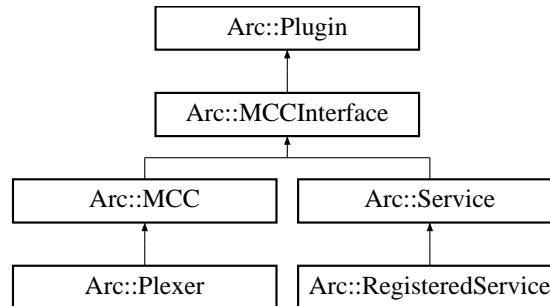 Arc::Plugin
Arc::MCCInterface
Arc::MCC
Arc::Service
Arc::Plexer
Arc::RegisteredService